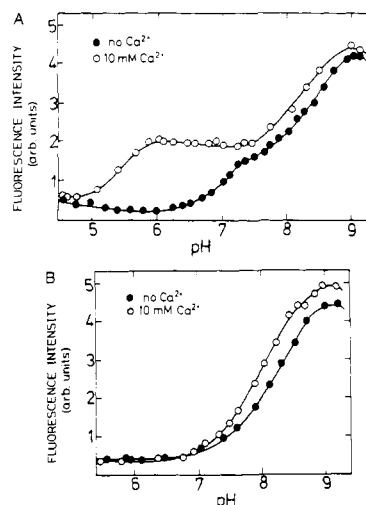 A
FLUORESCENCE INTENSITY
(arb. units)
5
4
3
2
1
● no Ca²⁺
○ 10 mM Ca²⁺
5 6 7 8 9
pH
B
FLUORESCENCE INTENSITY
(arb. units)
5
4
3
2
1
● no Ca²⁺
○ 10 mM Ca²⁺
6 7 8 9
pH